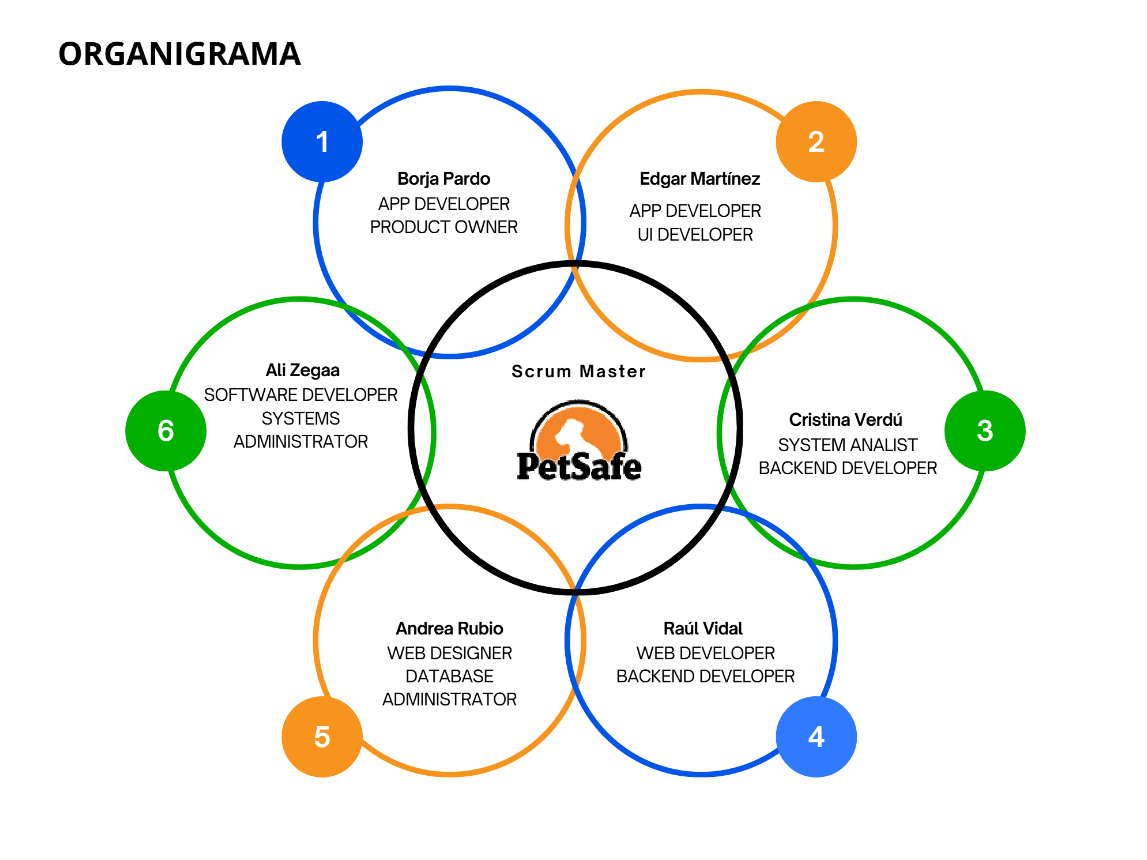 ORGANIGRAMA
1
Borja Pardo
APP DEVELOPER
PRODUCT OWNER
2
Edgar Martínez
APP DEVELOPER
UI DEVELOPER
Scrum Master
PetSafe
3
Cristina Verdú
SYSTEM ANALIST
BACKEND DEVELOPER
4
Raúl Vidal
WEB DEVELOPER
BACKEND DEVELOPER
5
Andrea Rubio
WEB DESIGNER
DATABASE
ADMINISTRATOR
6
Ali Zegaa
SOFTWARE DEVELOPER
SYSTEMS
ADMINISTRATOR